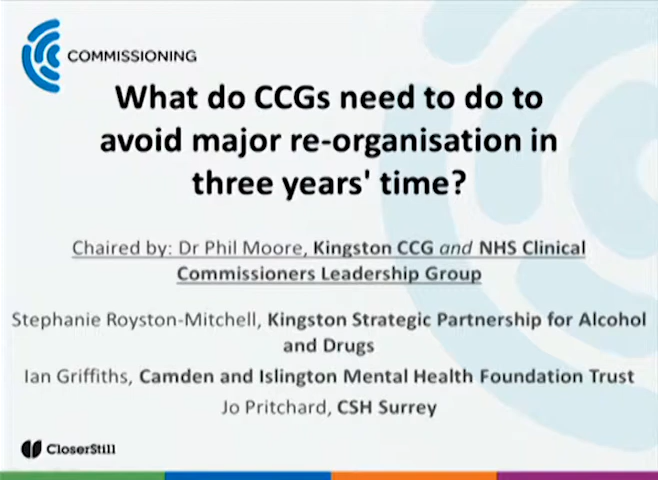 COMMISSIONING
What do CCGs need to do to
avoid major re-organisation in
three years' time?
Chaired by: Dr Phil Moore, Kingston CCG and NHS Clinical
Commissioners Leadership Group
Stephanie Royston-Mitchell, Kingston Strategic Partnership for Alcohol
and Drugs
Ian Griffiths, Camden and Islington Mental Health Foundation Trust
Jo Pritchard, CSH Surrey
CloserStill